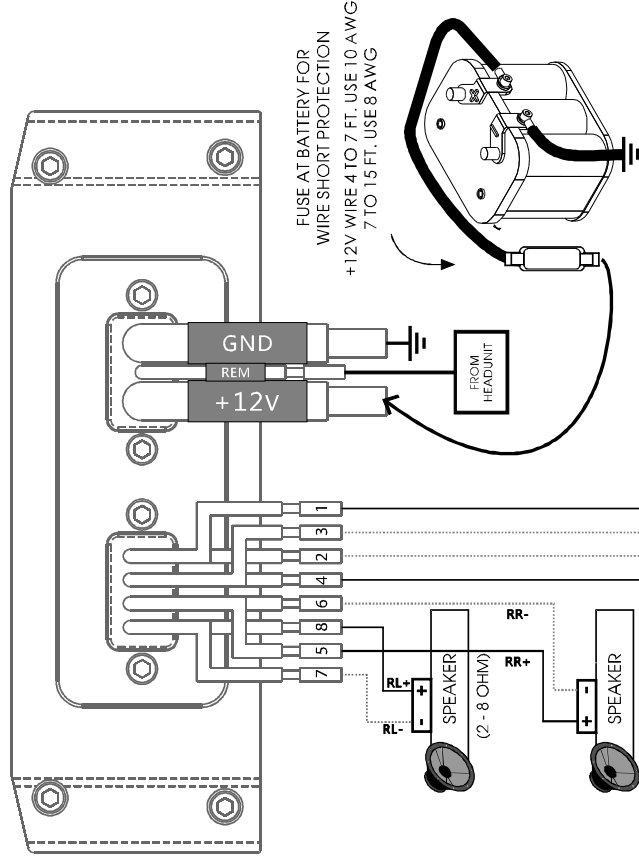 FUSE AT BATTERY FOR
WIRE SHORT PROTECTION
+12V WIRE 4 TO 7 FT. USE 10 AWG
7 TO 15 FT. USE 8 AWG
GND
REM
+12V
FROM
HEADUNIT
1
3
2
4
6
8
5
7
RR-
RR+
RL+
RL-
+
-
SPEAKER
(2 - 8 OHM)
-
+
SPEAKER